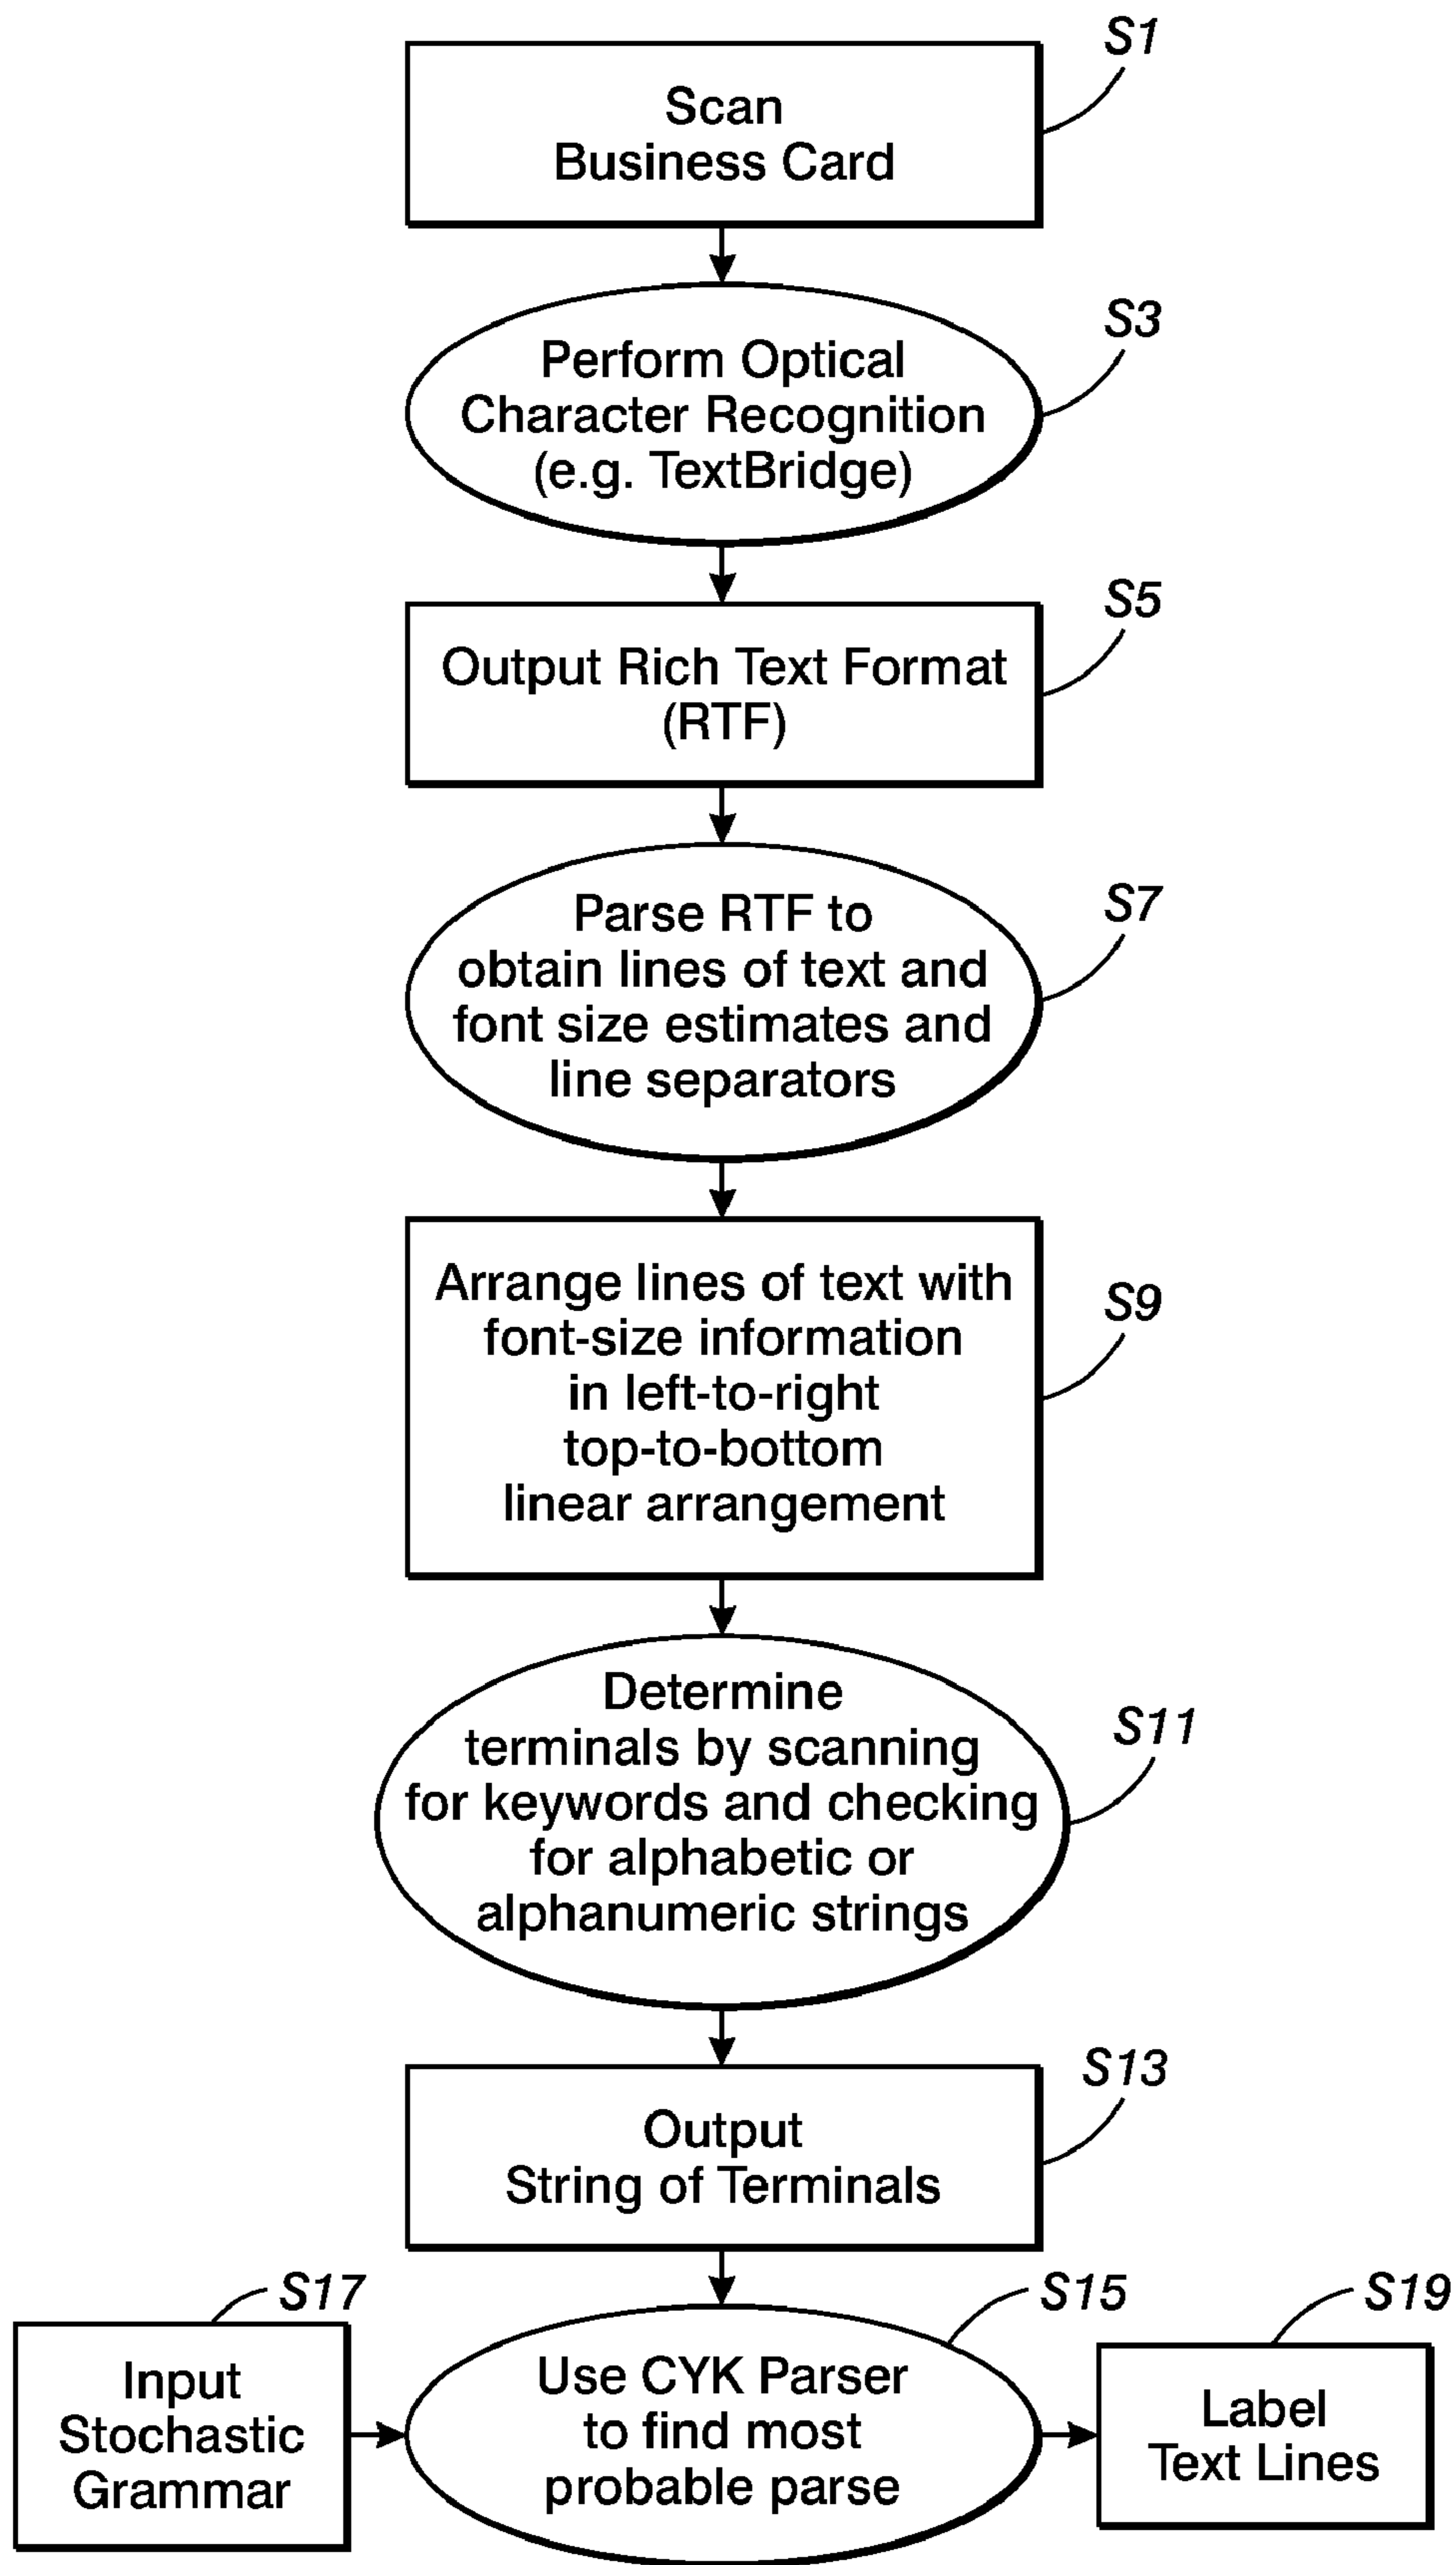 S1
Scan
Business Card
S3
Perform Optical
Character Recognition
(e.g. TextBridge)
S5
Output Rich Text Format
(RTF)
S7
Parse RTF to
obtain lines of text and
font size estimates and
line separators
S9
Arrange lines of text with
font-size information
in left-to-right
top-to-bottom
linear arrangement
S11
Determine
terminals by scanning
for keywords and checking
for alphabetic or
alphanumeric strings
S13
Output
String of Terminals
S17
Input
Stochastic
Grammar
S15
Use CYK Parser
to find most
probable parse
S19
Label
Text Lines